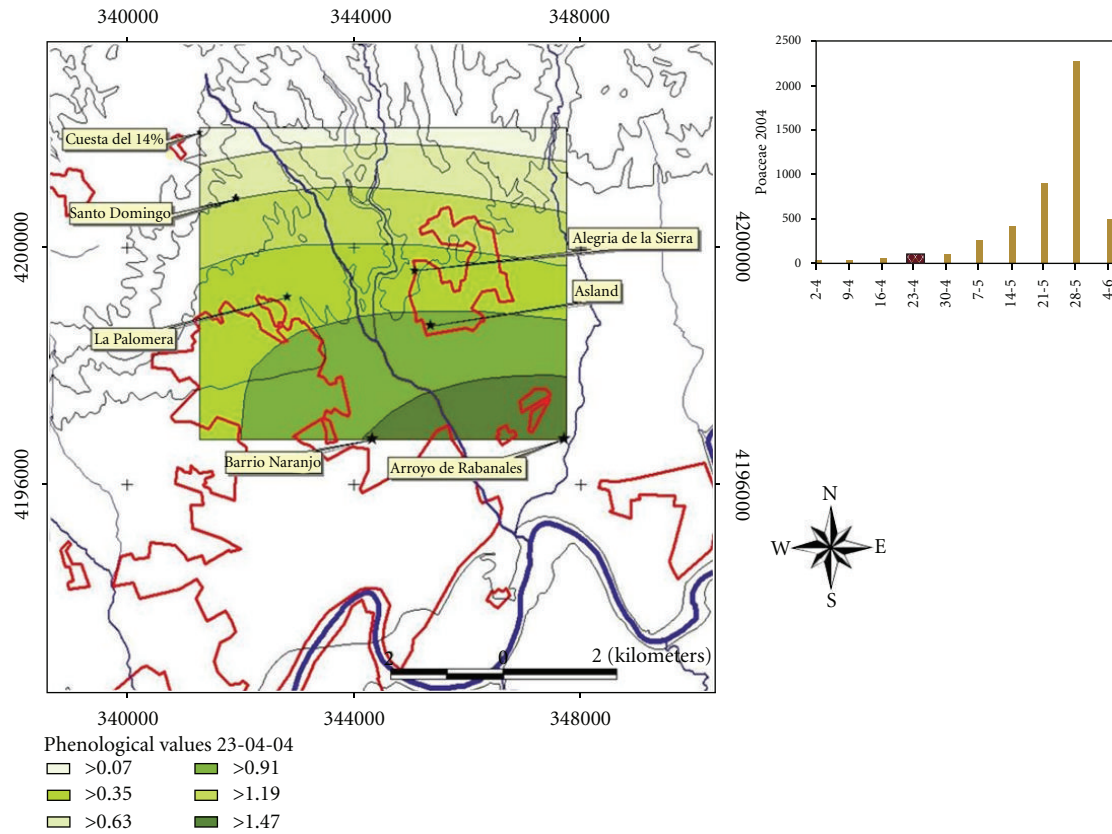 340000 344000 348000
Cuesta del 14%
Santo Domingo
Alegria de la Sierra
Asland
La Palomera
Barrio Naranjo
Arroyo de Rabanales
4200000
4196000
4200000
4196000
2 0 2 (kilometers)
340000 344000 348000
Phenological values 23-04-04
>0.07 >0.91
>0.35 >1.19
>0.63 >1.47
Poaceae 2004
2500
2000
1500
1000
500
0
2-4 9-4 16-4 23-4 30-4 7-5 14-5 21-5 28-5 4-6
N
W E
S